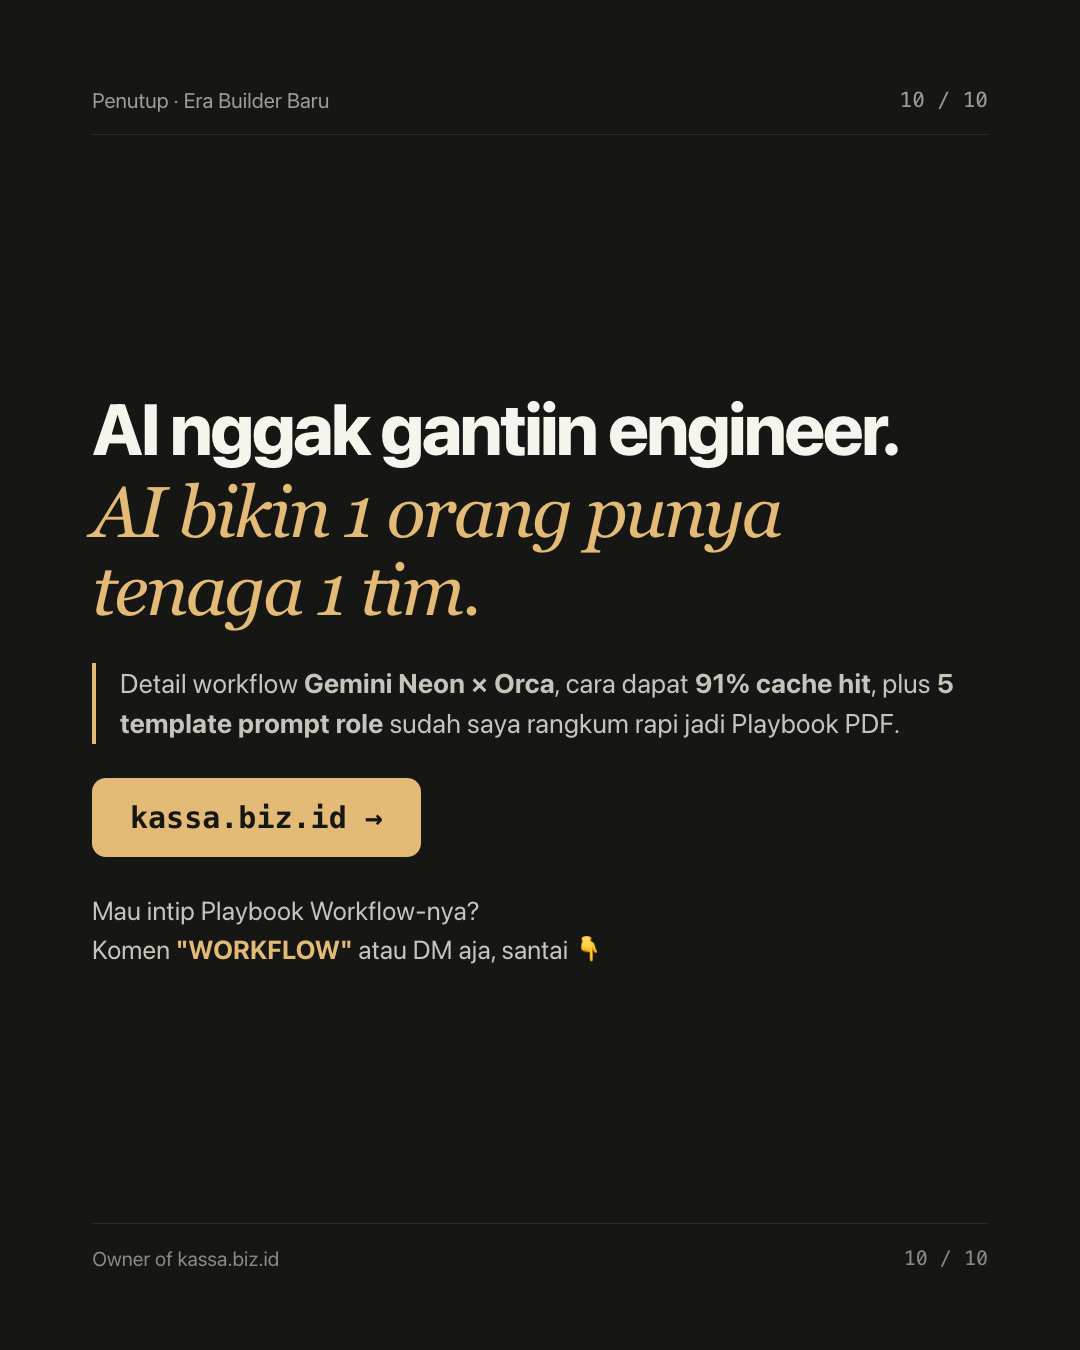 Penutup · Era Builder Baru
10 / 10
AI nggak gantiin engineer.
AI bikin 1 orang punya
tenaga 1 tim.
Detail workflow Gemini Neon × Orca, cara dapat 91% cache hit, plus 5
template prompt role sudah saya rangkum rapi jadi Playbook PDF.
kassa.biz.id →
Mau intip Playbook Workflow-nya?
Komen "WORKFLOW" atau DM aja, santai 👇
Owner of kassa.biz.id
10 / 10